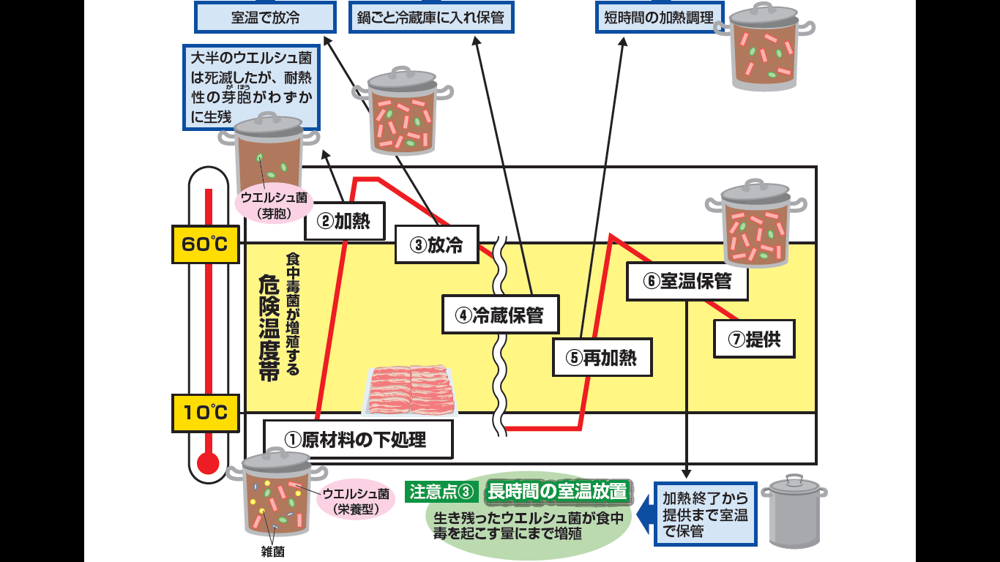 室温で放冷
鍋ごと冷蔵庫に入れ保管
短時間の加熱調理
大半のウエルシュ菌
は死滅したが、耐熱
性の芽胞がわずか
がほう
に生残
ウエルシュ菌
（芽胞）
②加熱
③放冷
60℃
食中毒菌が増殖する
危険温度帯
④冷蔵保管
⑤再加熱
⑥室温保管
⑦提供
10℃
①原材料の下処理
ウエルシュ菌
（栄養型）
雑菌
注意点③ 長時間の室温放置
生き残ったウエルシュ菌が食中
毒を起こす量にまで増殖
加熱終了から
提供まで室温
で保管